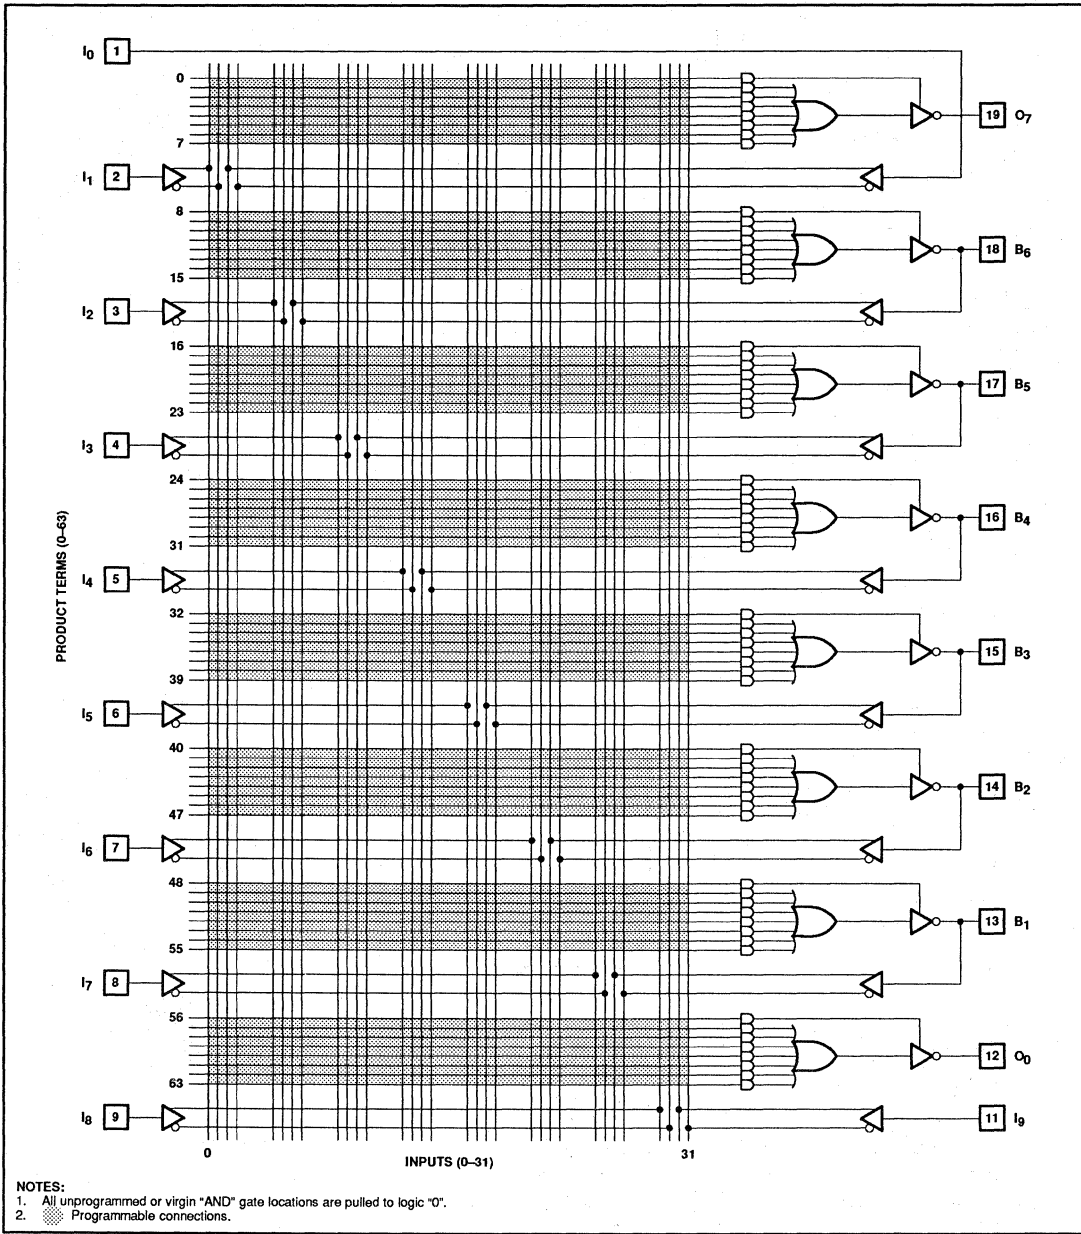 I0 1
0
19 O7
7
I1 2
8
18 B6
15
I2 3
16
17 B5
23
I3 4
24
16 B4
31
I4 5
PRODUCT TERMS (0–63)
32
15 B3
39
I5 6
40
14 B2
47
I6 7
48
13 B1
55
I7 8
56
12 O0
63
I8 9
11 I9
0 INPUTS (0–31) 31
NOTES:
1. All unprogrammed or virgin "AND" gate locations are pulled to logic "0".
2. Programmable connections.